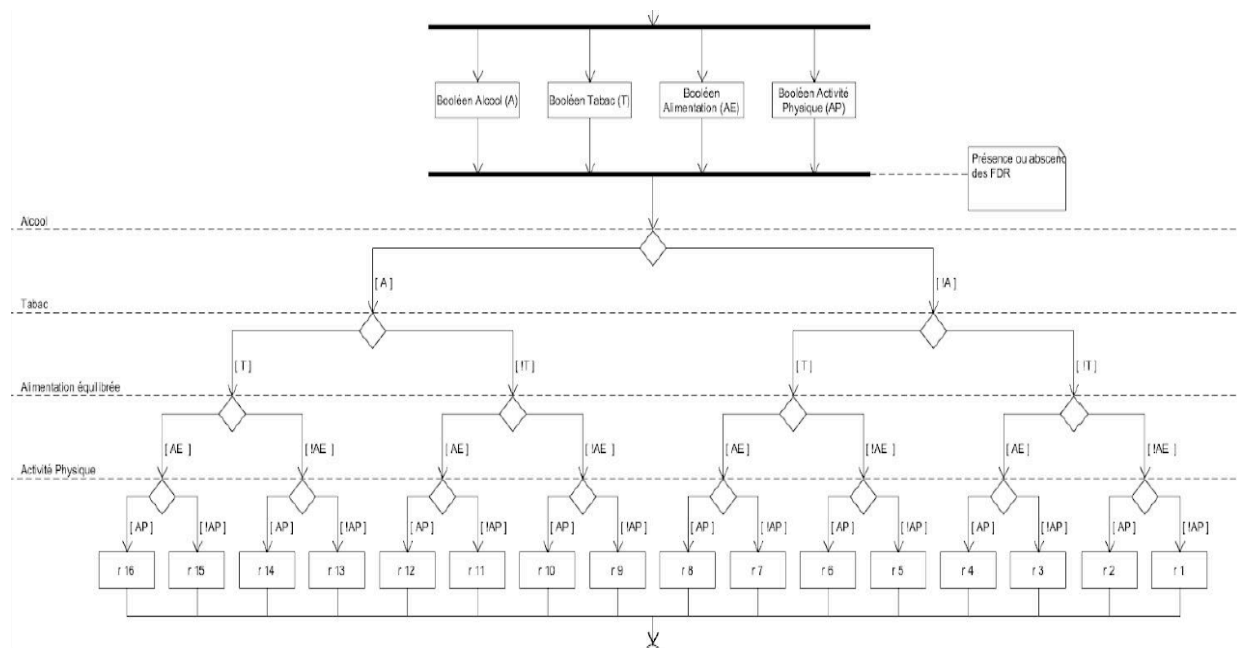 Booléen Alcool (A)
Booléen Tabac (T)
Booléen
Alimentation (AE)
Booléen Activité
Physique (AP)
Présence ou abscenc
des FDR
Alcool
[ A ]
[ !A ]
Tabac
[ T ]
[ !T ]
[ T ]
[ !T ]
Alimentation équilibrée
[ AE ]
[ !AE ]
[ AE ]
[ !AE ]
[ AE ]
[ !AE ]
[ AE ]
[ !AE ]
Activité Physique
[ AP ]
[ !AP ]
[ AP ]
[ !AP ]
[ AP ]
[ !AP ]
[ AP ]
[ !AP ]
[ AP ]
[ !AP ]
[ AP ]
[ !AP ]
[ AP ]
[ !AP ]
[ AP ]
[ !AP ]
r 16
r 15
r 14
r 13
r 12
r 11
r 10
r 9
r 8
r 7
r 6
r 5
r 4
r 3
r 2
r 1